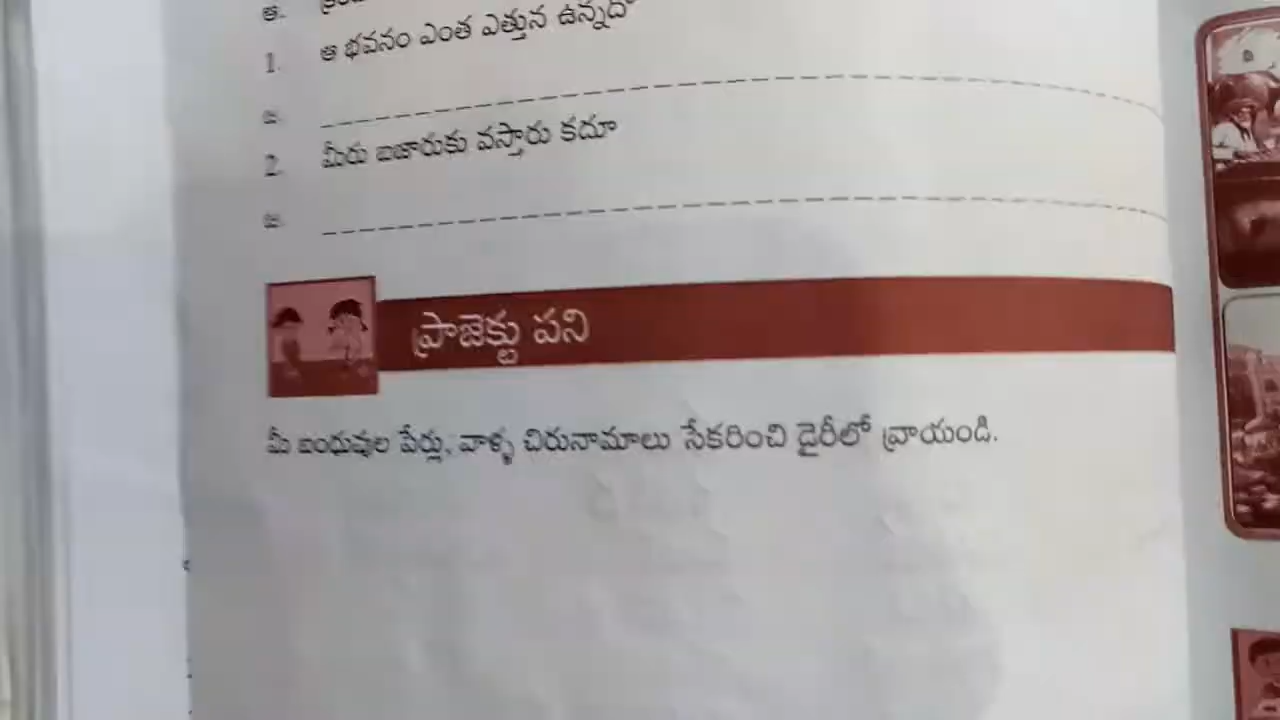 ఆ.
1. ఆ భవనం ఎంత ఎత్తున ఉన్నదో
జ.
2. మీరు బజారుకు వస్తారు కదూ
జ.
ప్రాజెక్టు పని
మీ బంధువుల పేర్లు, వాళ్ళ చిరునామాలు సేకరించి డైరీలో వ్రాయండి.